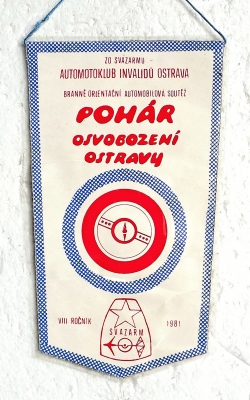 ZO SVAZARMU -
AUTOMOTOKLUB INVALIDŮ OSTRAVA
BRANNĚ ORIENTAČNÍ AUTOMOBILOVÁ SOUTĚŽ
POHÁR
OSVOBOZENÍ
OSTRAVY
VIII ROČNÍK
1981
SVAZARM